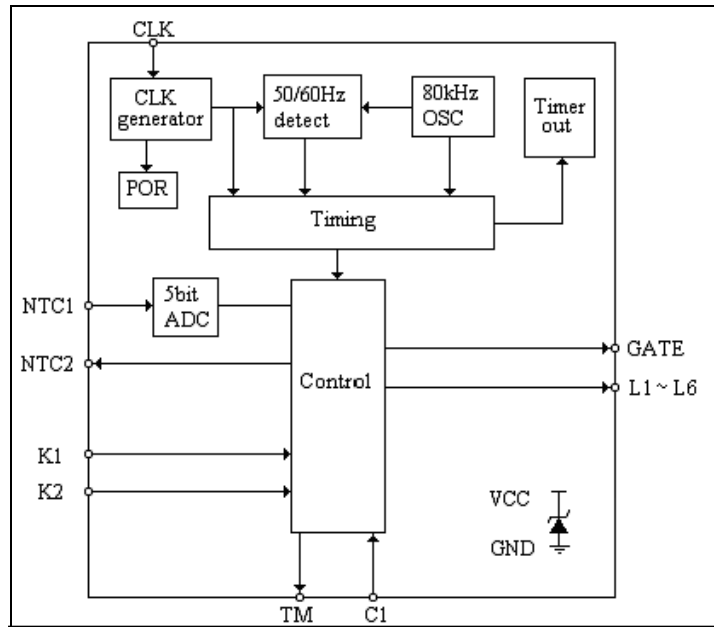 CLK
CLK
generator
50/60Hz
detect
80kHz
OSC
Timer
out
POR
Timing
NTC1
5bit
ADC
NTC2
Control
GATE
L1 ~ L6
K1
K2
VCC
GND
TM
C1